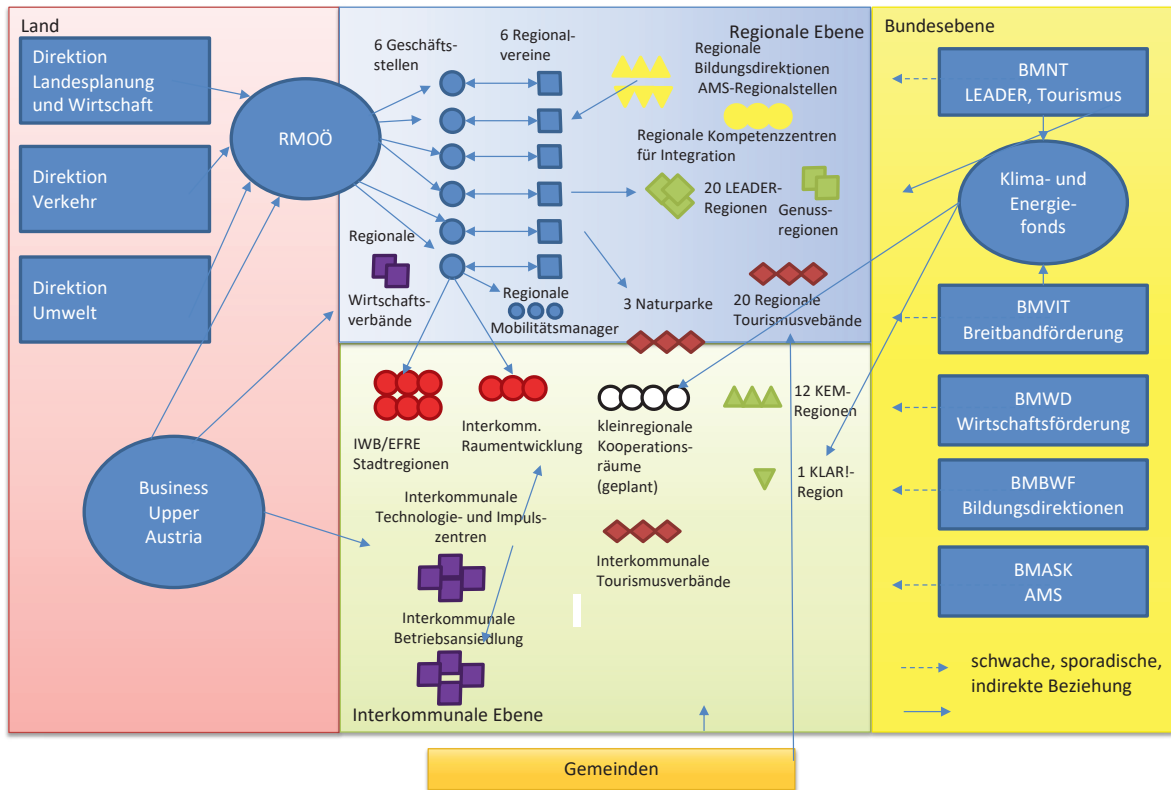 Land
Direktion
Landesplanung
und Wirtschaft
Direktion
Verkehr
Direktion
Umwelt
RMOÖ
Business
Upper
Austria
Regionale Ebene
6 Geschäfts-
stellen
6 Regional-
vereine
Regionale
Bildungsdirektionen
AMS-Regionalstellen
Regionale Kompetenzzentren
für Integration
20 LEADER-
Regionen
Genuss-
regionen
Regionale
Wirtschafts-
verbände
Regionale
Mobilitätsmanager
3 Naturparke
20 Regionale
Tourismusvebände
IWB/EFRE
Stadtregionen
Interkomm.
Raumentwicklung
kleinregionale
Kooperations-
räume
(geplant)
12 KEM-
Regionen
1 KLAR!-
Region
Interkommunale
Technologie- und Impuls-
zentren
Interkommunale
Tourismusverbände
Interkommunale
Betriebsansiedlung
Interkommunale Ebene
Bundesebene
BMNT
LEADER, Tourismus
Klima- und
Energie-
fonds
BMVIT
Breitbandförderung
BMWD
Wirtschaftsförderung
BMBWF
Bildungsdirektionen
BMASK
AMS
schwache, sporadische,
indirekte Beziehung
Gemeinden